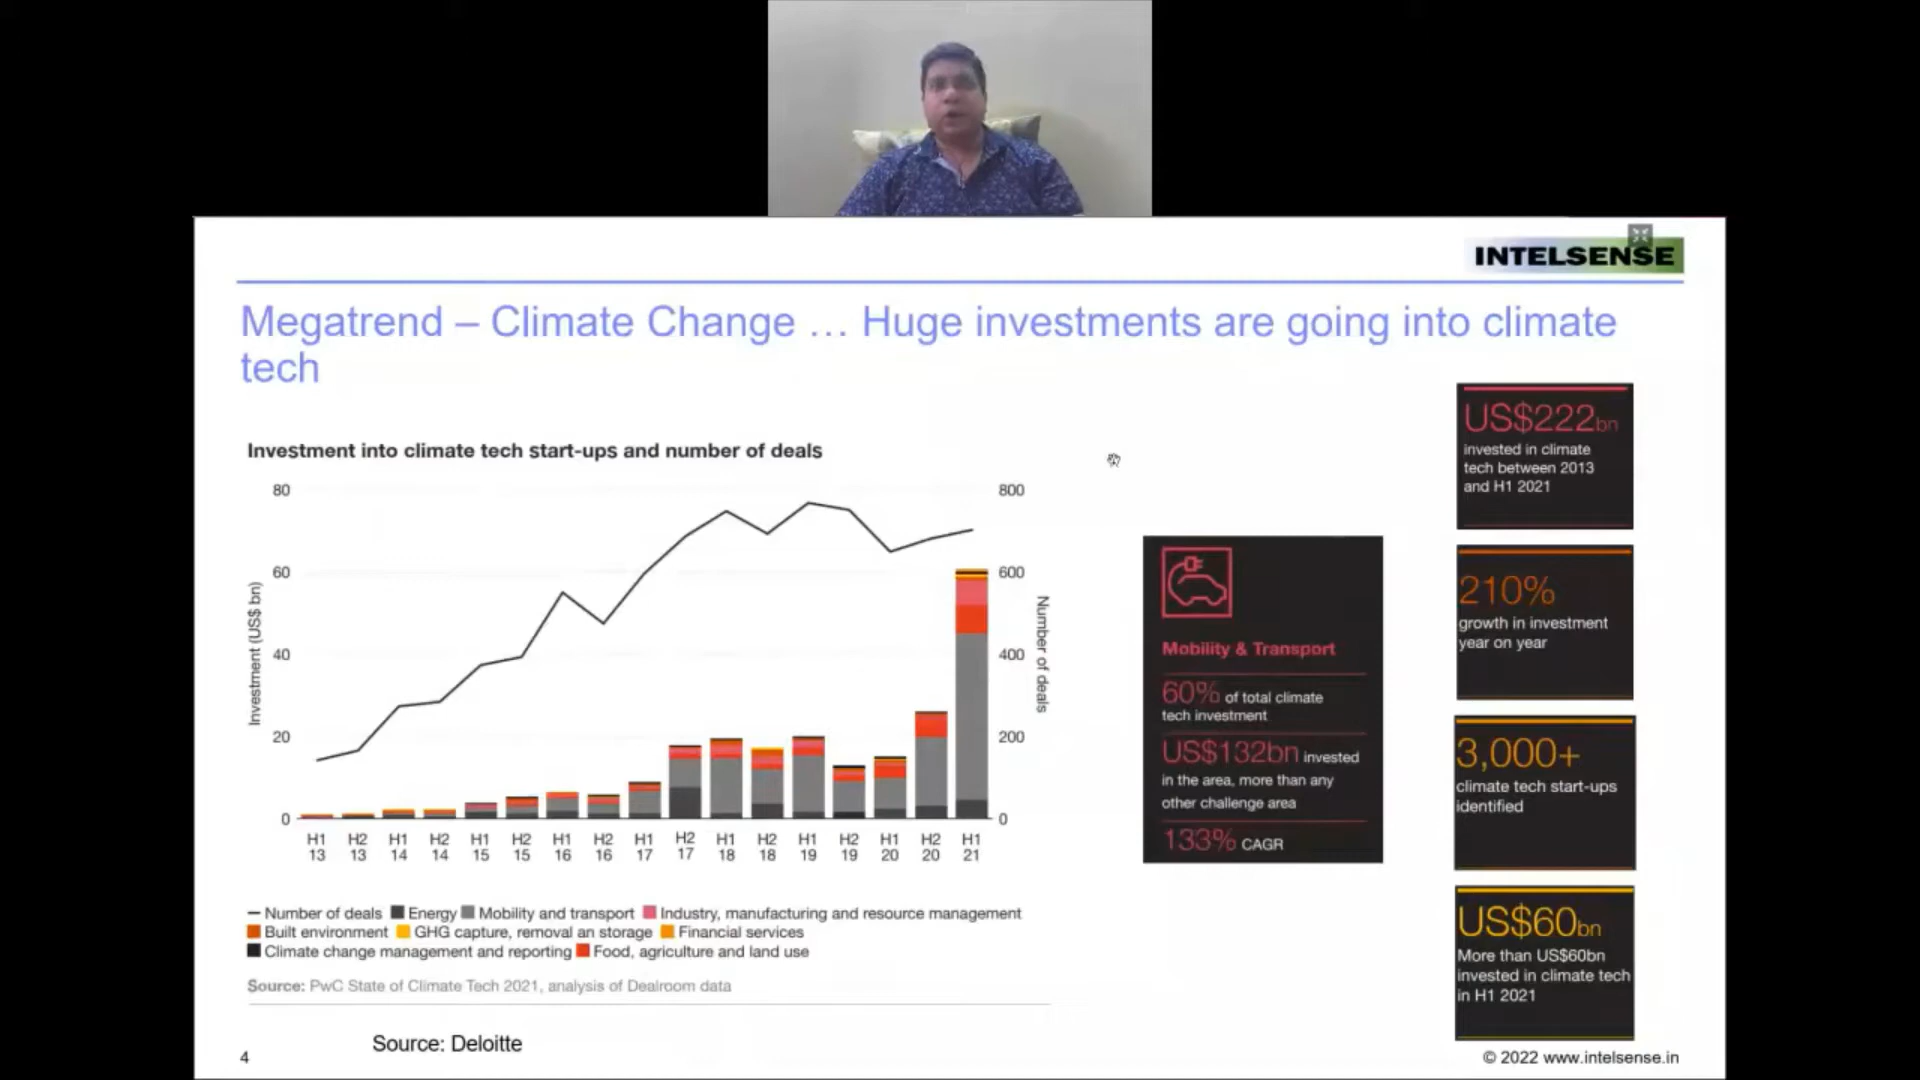 INTELSENSE
Megatrend – Climate Change … Huge investments are going into climate
tech
Investment into climate tech start-ups and number of deals
80
60
40
20
0
Investment (US$ bn)
800
600
400
200
0
Number of deals
H1 H2 H1 H2 H1 H2 H1 H2 H1 H2 H1 H2 H1 H2 H1 H2 H1
13 13 14 14 15 15 16 16 17 17 18 18 19 19 20 20 21
Number of deals Energy Mobility and transport Industry, manufacturing and resource management
Built environment GHG capture, removal an storage Financial services
Climate change management and reporting Food, agriculture and land use
Source: PwC State of Climate Tech 2021, analysis of Dealroom data
Mobility & Transport
60% of total climate
tech investment
US$132bn invested
in the area, more than any
other challenge area
133% CAGR
US$222bn
invested in climate
tech between 2013
and H1 2021
210%
growth in investment
year on year
3,000+
climate tech start-ups
identified
US$60bn
More than US$60bn
invested in climate tech
in H1 2021
Source: Deloitte
4
© 2022 www.intelsense.in